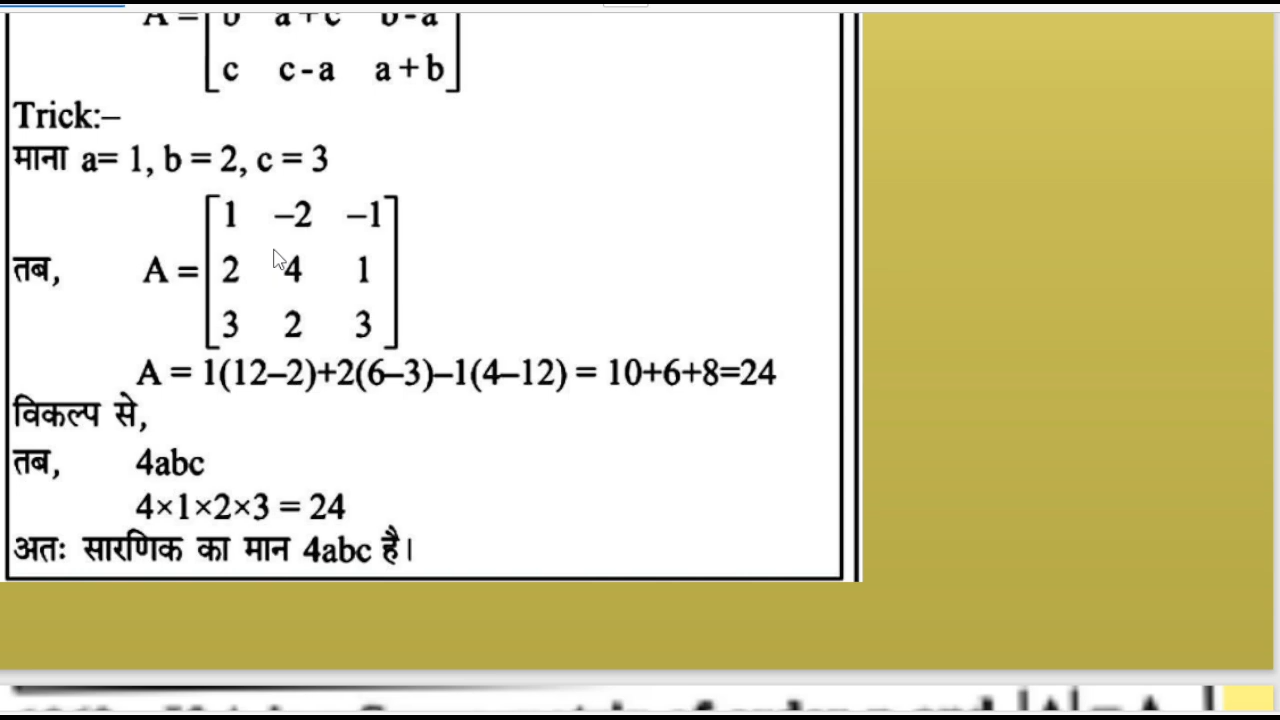 A = b a + c b - a
c c - a a + b
Trick:–
माना a= 1, b = 2, c = 3
1 –2 –1
तब, A = 2 4 1
3 2 3
A = 1(12–2)+2(6–3)–1(4–12) = 10+6+8=24
विकल्प से,
तब, 4abc
4×1×2×3 = 24
अतः सारणिक का मान 4abc है।